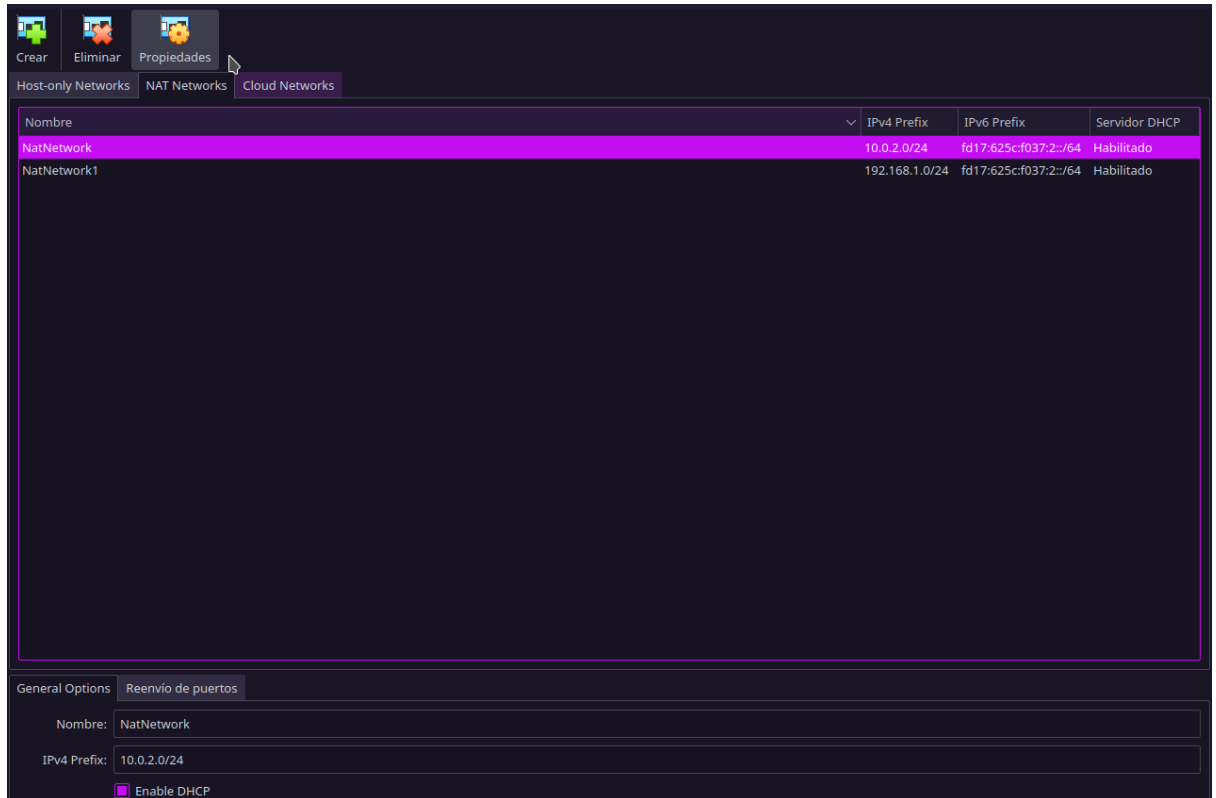 Crear Eliminar Propiedades
Host-only Networks NAT Networks Cloud Networks
Nombre IPv4 Prefix IPv6 Prefix Servidor DHCP
NatNetwork 10.0.2.0/24 fd17:625c:f037:2::/64 Habilitado
NatNetwork1 192.168.1.0/24 fd17:625c:f037:2::/64 Habilitado
General Options Reenvío de puertos
Nombre: NatNetwork
IPv4 Prefix: 10.0.2.0/24
Enable DHCP